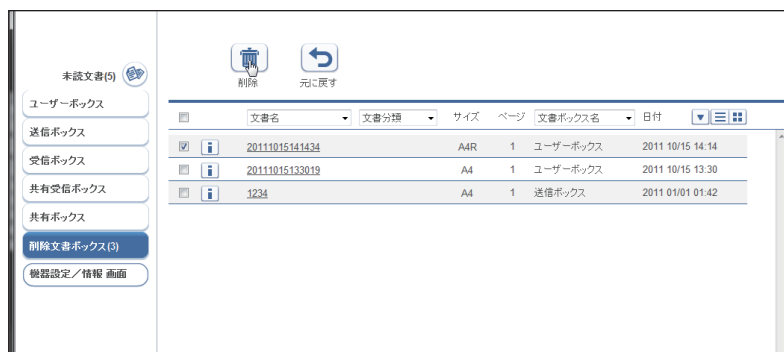 未読文書(5)
削除 元に戻す
ユーザーボックス
送信ボックス
受信ボックス
共有受信ボックス
共有ボックス
削除文書ボックス(3)
機器設定／情報 画面
文書名 文書分類 サイズ ページ 文書ボックス名 日付
20111015141434 A4R 1 ユーザーボックス 2011 10/15 14:14
20111015133019 A4 1 ユーザーボックス 2011 10/15 13:30
1234 A4 1 送信ボックス 2011 01/01 01:42